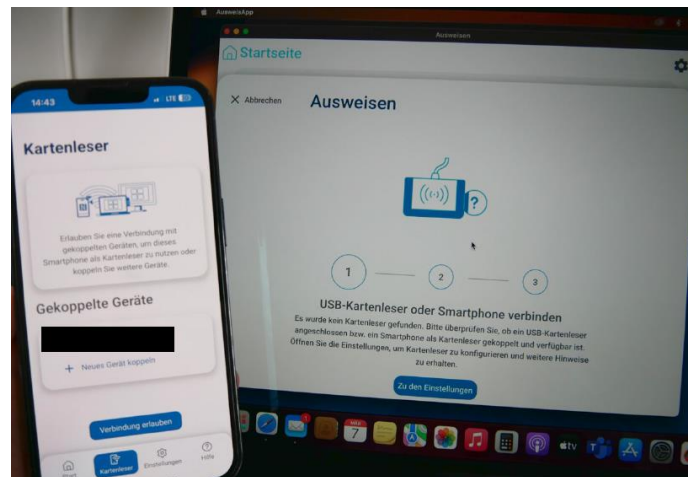 14:43
LTE
Kartenleser
Erlauben Sie eine Verbindung mit
gekoppelten Geräten, um dieses
Smartphone als Kartenleser zu nutzen oder
koppeln Sie weitere Geräte.
Gekoppelte Geräte
+ Neues Gerät koppeln
Verbindung erlauben
Start
Kartenleser
Einstellungen
Hilfe
AusweisApp
Ausweisen
Startseite
Abbrechen
Ausweisen
?
1
2
3
USB-Kartenleser oder Smartphone verbinden
Es wurde kein Kartenleser gefunden. Bitte überprüfen Sie, ob ein USB-Kartenleser
angeschlossen bzw. ein Smartphone als Kartenleser gekoppelt und verfügbar ist.
Öffnen Sie die Einstellungen, um Kartenleser zu konfigurieren und weitere Hinweise
zu erhalten.
Zu den Einstellungen
7
tv